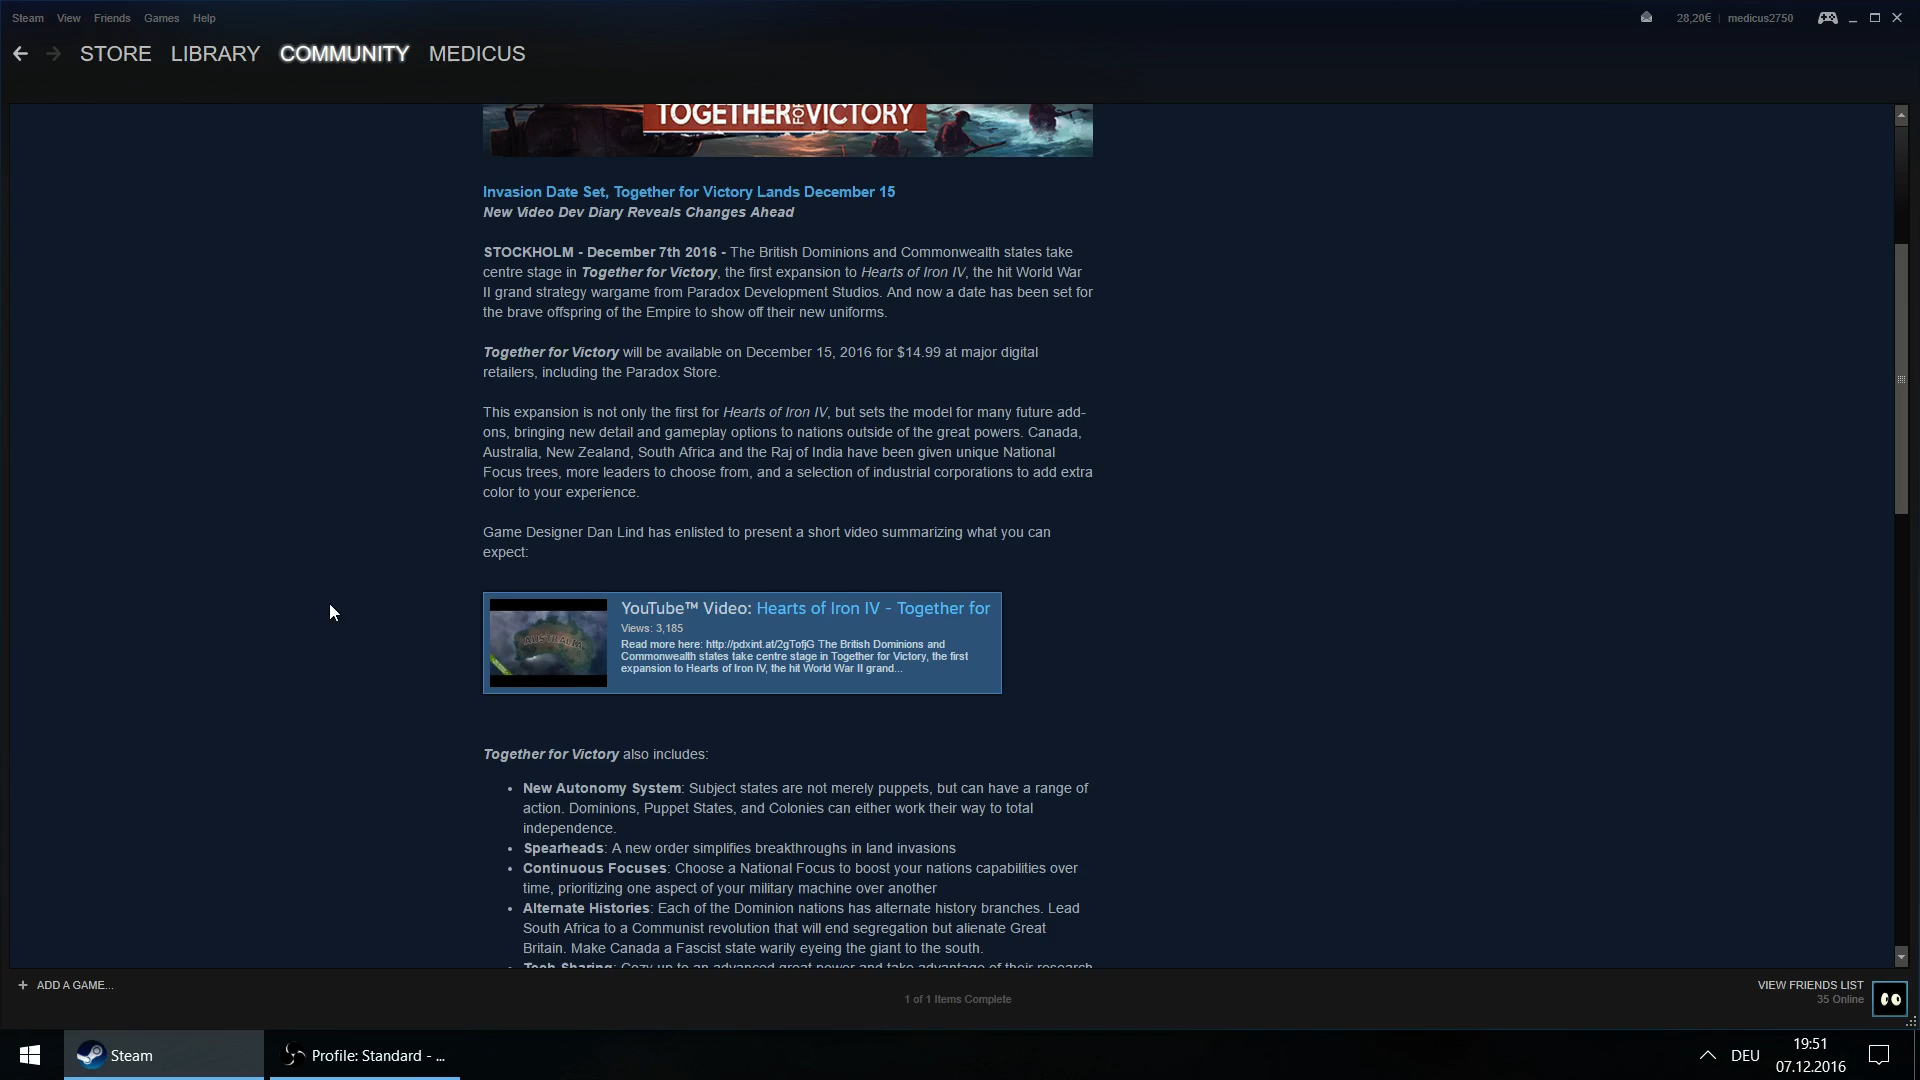 Steam View Friends Games Help
28,20€ | medicus2750
STORE LIBRARY COMMUNITY MEDICUS
TOGETHER FOR VICTORY
Invasion Date Set, Together for Victory Lands December 15
New Video Dev Diary Reveals Changes Ahead
STOCKHOLM - December 7th 2016 - The British Dominions and Commonwealth states take
centre stage in Together for Victory, the first expansion to Hearts of Iron IV, the hit World War
II grand strategy wargame from Paradox Development Studios. And now a date has been set for
the brave offspring of the Empire to show off their new uniforms.
Together for Victory will be available on December 15, 2016 for $14.99 at major digital
retailers, including the Paradox Store.
This expansion is not only the first for Hearts of Iron IV, but sets the model for many future add-
ons, bringing new detail and gameplay options to nations outside of the great powers. Canada,
Australia, New Zealand, South Africa and the Raj of India have been given unique National
Focus trees, more leaders to choose from, and a selection of industrial corporations to add extra
color to your experience.
Game Designer Dan Lind has enlisted to present a short video summarizing what you can
expect:
AUSTRALIA
YouTube™ Video: Hearts of Iron IV - Together for
Views: 3,185
Read more here: http://pdxint.at/2gTofjG The British Dominions and
Commonwealth states take centre stage in Together for Victory, the first
expansion to Hearts of Iron IV, the hit World War II grand...
Together for Victory also includes:
• New Autonomy System: Subject states are not merely puppets, but can have a range of
action. Dominions, Puppet States, and Colonies can either work their way to total
independence.
• Spearheads: A new order simplifies breakthroughs in land invasions
• Continuous Focuses: Choose a National Focus to boost your nations capabilities over
time, prioritizing one aspect of your military machine over another
• Alternate Histories: Each of the Dominion nations has alternate history branches. Lead
South Africa to a Communist revolution that will end segregation but alienate Great
Britain. Make Canada a Fascist state warily eyeing the giant to the south.
• Tech Sharing: Cozy up to an advanced great power and take advantage of their research
+ ADD A GAME...
1 of 1 Items Complete
VIEW FRIENDS LIST
35 Online
Steam
Profile: Standard - ...
DEU
19:51
07.12.2016